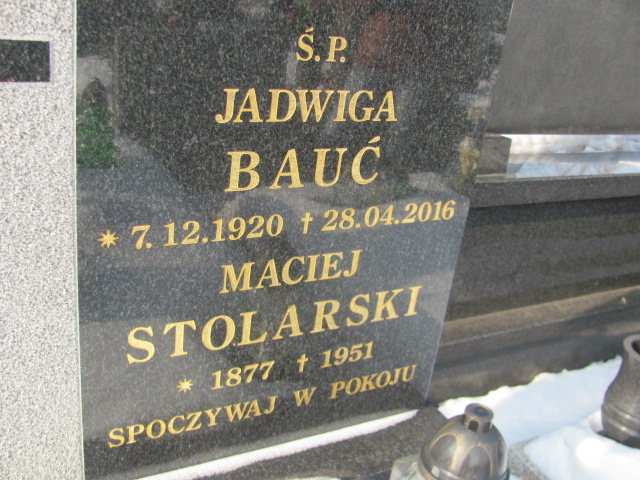 Ś.P.
JADWIGA
BAUĆ
✷ 7.12.1920 † 28.04.2016
MACIEJ
STOLARSKI
✷ 1877 † 1951
SPOCZYWAJ W POKOJU